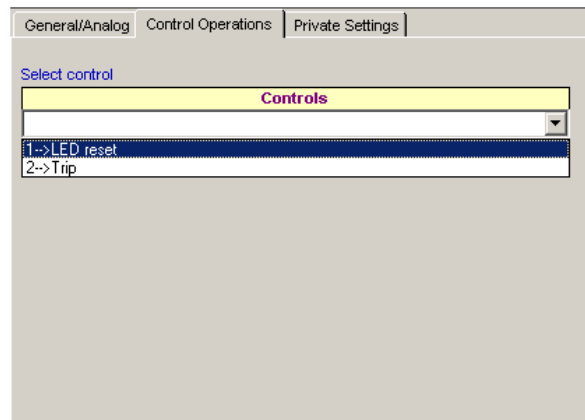 General/Analog Control Operations Private Settings
Select control
Controls
1-->LED reset
2-->Trip